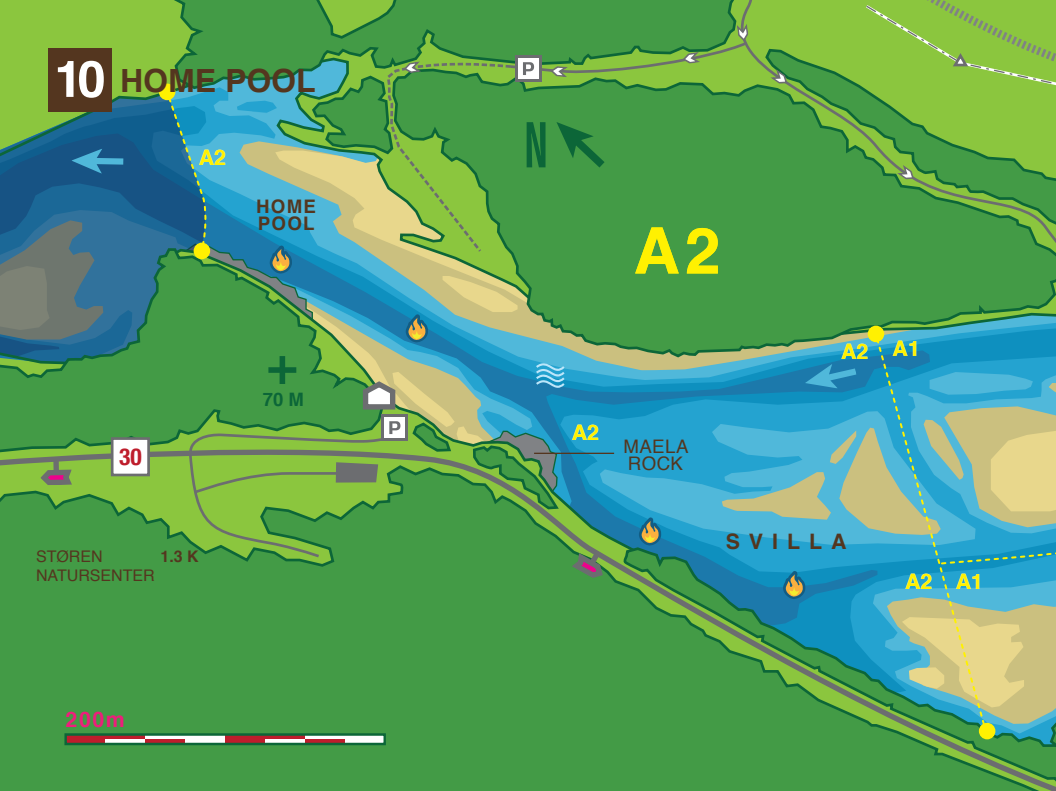 10 HOME POOL
P
N
A2
HOME
POOL
A2
A2 A1
70 M
P
A2
MAELA
ROCK
30
SVILLA
STØREN 1.3 K
NATURSENTER
A2 A1
200m